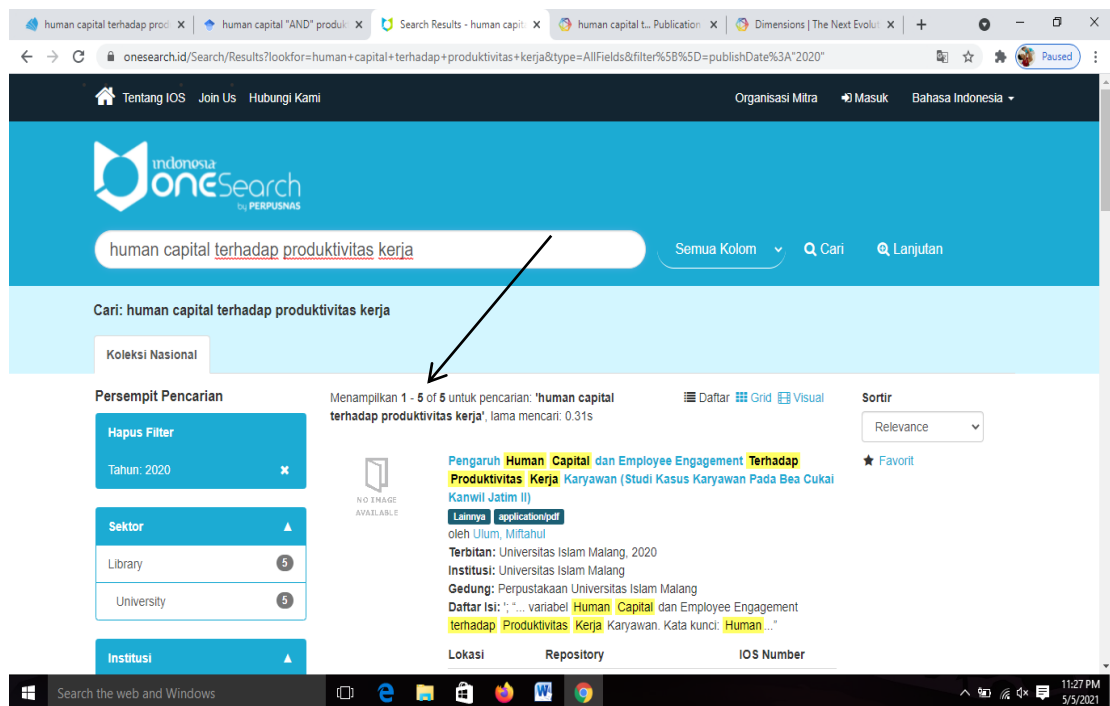 human capital terhadap prod
human capital "AND" produk
Search Results - human capit
human capital t... Publication
Dimensions | The Next Evolut
onesearch.id/Search/Results?lookfor=human+capital+terhadap+produktivitas+kerja&type=AllFields&filter%5B%5D=publishDate%3A"2020"
Paused
Tentang IOS Join Us Hubungi Kami
Organisasi Mitra Masuk Bahasa Indonesia
indonesia
oneSearch
by PERPUSNAS
human capital terhadap produktivitas kerja
Semua Kolom Cari Lanjutan
Cari: human capital terhadap produktivitas kerja
Koleksi Nasional
Persempit Pencarian
Hapus Filter
Tahun: 2020
Sektor
Library 5
University 5
Institusi
Menampilkan 1 - 5 of 5 untuk pencarian: 'human capital
terhadap produktivitas kerja', lama mencari: 0.31s
Daftar Grid Visual
Sortir
Relevance
Favorit
NO IMAGE
AVAILABLE
Pengaruh Human Capital dan Employee Engagement Terhadap
Produktivitas Kerja Karyawan (Studi Kasus Karyawan Pada Bea Cukai
Kanwil Jatim II)
Lainnya application/pdf
oleh Ulum, Miftahul
Terbitan: Universitas Islam Malang, 2020
Institusi: Universitas Islam Malang
Gedung: Perpustakaan Universitas Islam Malang
Daftar Isi: '; "... variabel Human Capital dan Employee Engagement
terhadap Produktivitas Kerja Karyawan. Kata kunci: Human ..."
Lokasi Repository IOS Number
Search the web and Windows
11:27 PM
5/5/2021